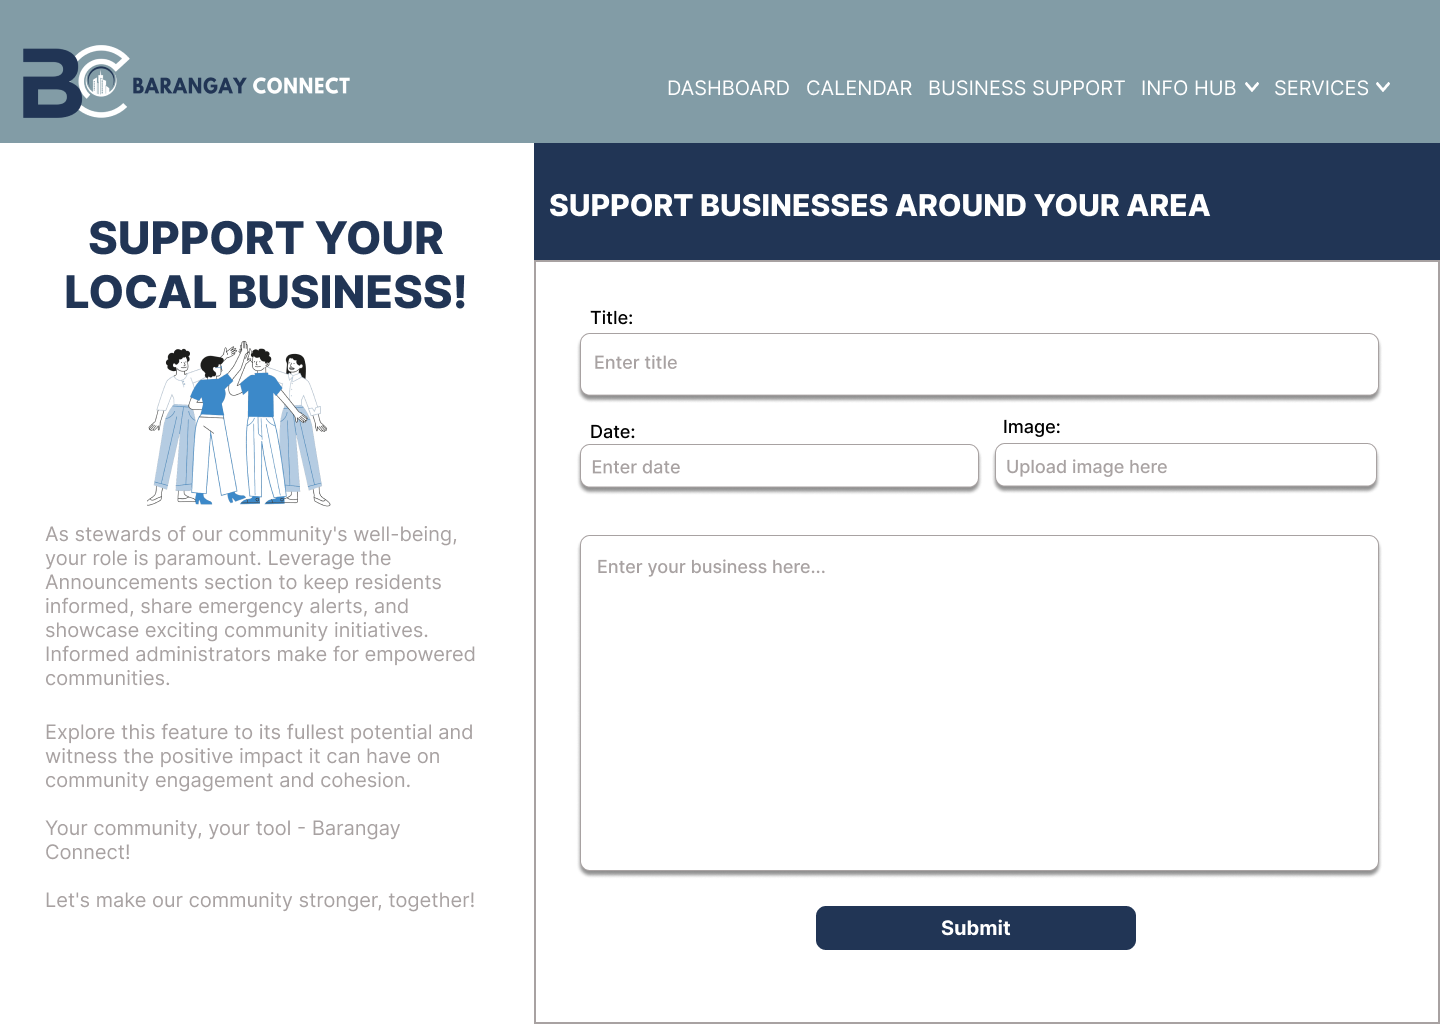 BC BARANGAY CONNECT
DASHBOARD CALENDAR BUSINESS SUPPORT INFO HUB SERVICES
SUPPORT YOUR
LOCAL BUSINESS!
As stewards of our community's well-being,
your role is paramount. Leverage the
Announcements section to keep residents
informed, share emergency alerts, and
showcase exciting community initiatives.
Informed administrators make for empowered
communities.
Explore this feature to its fullest potential and
witness the positive impact it can have on
community engagement and cohesion.
Your community, your tool - Barangay
Connect!
Let's make our community stronger, together!
SUPPORT BUSINESSES AROUND YOUR AREA
Title:
Enter title
Date:
Enter date
Image:
Upload image here
Enter your business here...
Submit